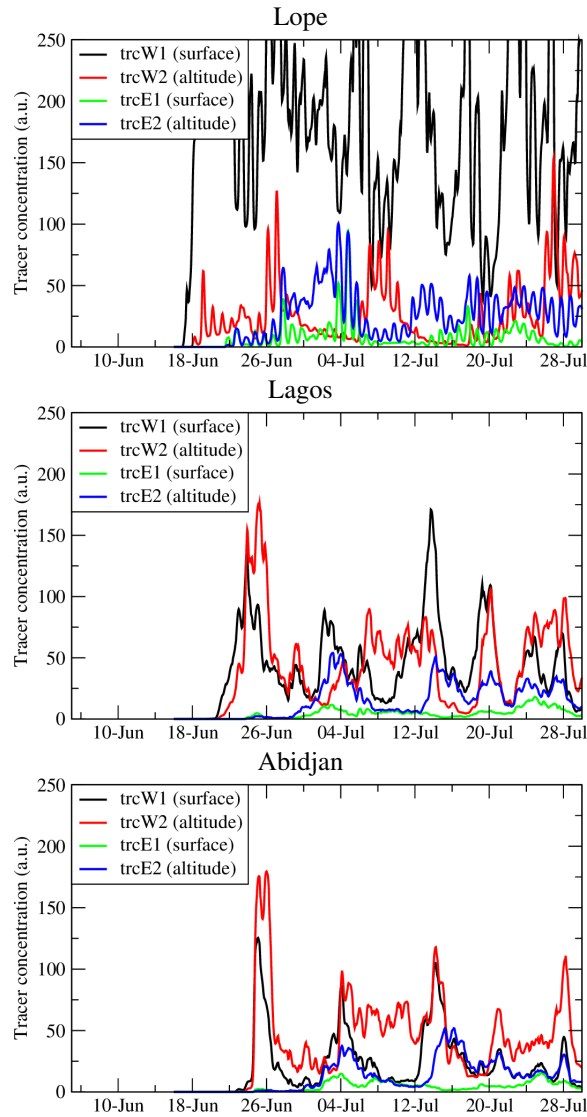 Lope
250
200
150
100
50
0
Tracer concentration (a.u.)
trcW1 (surface)
trcW2 (altitude)
trcE1 (surface)
trcE2 (altitude)
10-Jun 18-Jun 26-Jun 04-Jul 12-Jul 20-Jul 28-Jul
Lagos
250
200
150
100
50
0
Tracer concentration (a.u.)
trcW1 (surface)
trcW2 (altitude)
trcE1 (surface)
trcE2 (altitude)
10-Jun 18-Jun 26-Jun 04-Jul 12-Jul 20-Jul 28-Jul
Abidjan
250
200
150
100
50
0
Tracer concentration (a.u.)
trcW1 (surface)
trcW2 (altitude)
trcE1 (surface)
trcE2 (altitude)
10-Jun 18-Jun 26-Jun 04-Jul 12-Jul 20-Jul 28-Jul